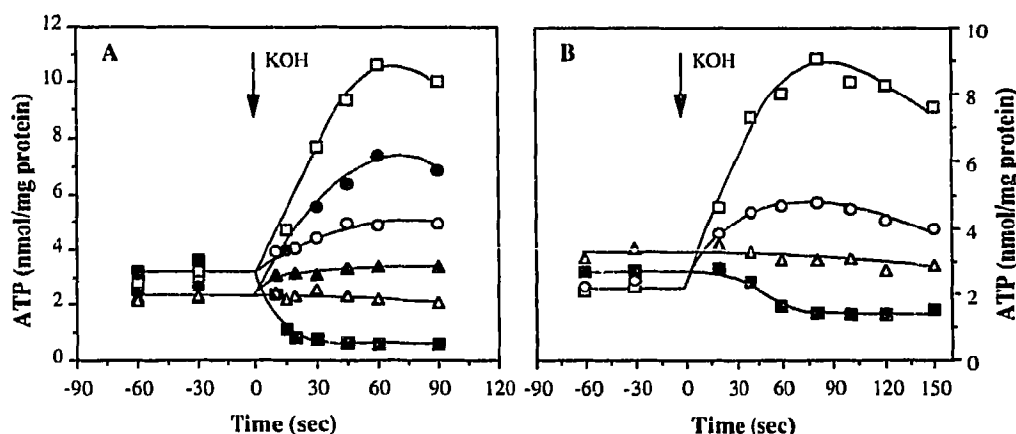 A
KOH
ATP (nmol/mg protein)
12
10
8
6
4
2
0
-90 -60 -30 0 30 60 90 120
Time (sec)
B
KOH
ATP (nmol/mg protein)
10
8
6
4
2
0
-90 -60 -30 0 30 60 90 120 150
Time (sec)